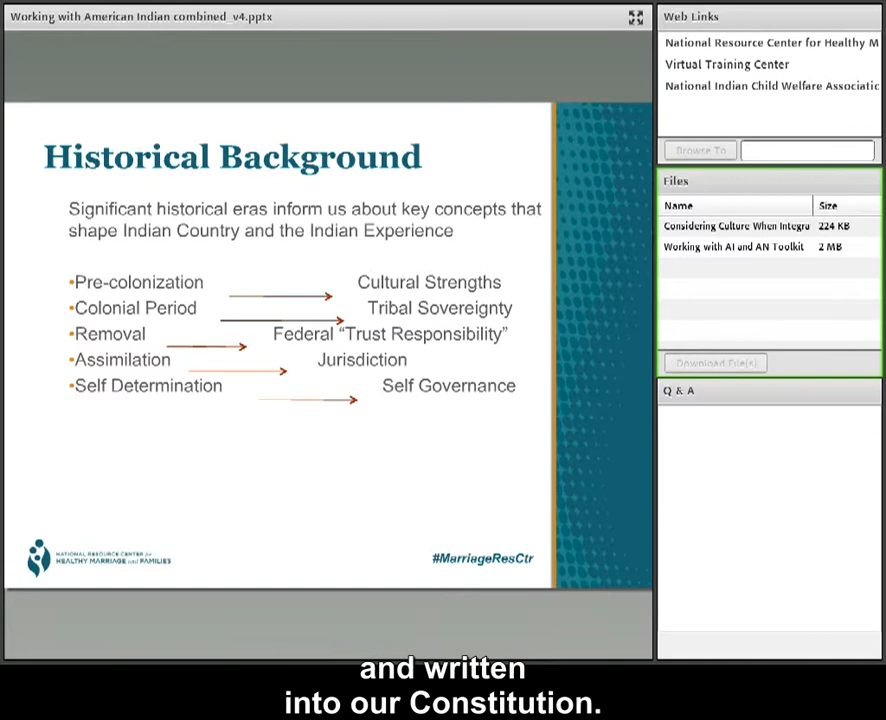 Working with American Indian combined_v4.pptx
Historical Background
Significant historical eras inform us about key concepts that
shape Indian Country and the Indian Experience
•Pre-colonization Cultural Strengths
•Colonial Period Tribal Sovereignty
•Removal Federal “Trust Responsibility”
•Assimilation Jurisdiction
•Self Determination Self Governance
NATIONAL RESOURCE CENTER for
HEALTHY MARRIAGE and FAMILIES
#MarriageResCtr
Web Links
National Resource Center for Healthy M
Virtual Training Center
National Indian Child Welfare Associatic
Browse To
Files
Name Size
Considering Culture When Integra 224 KB
Working with AI and AN Toolkit 2 MB
Download File(s)
Q & A
and written
into our Constitution.